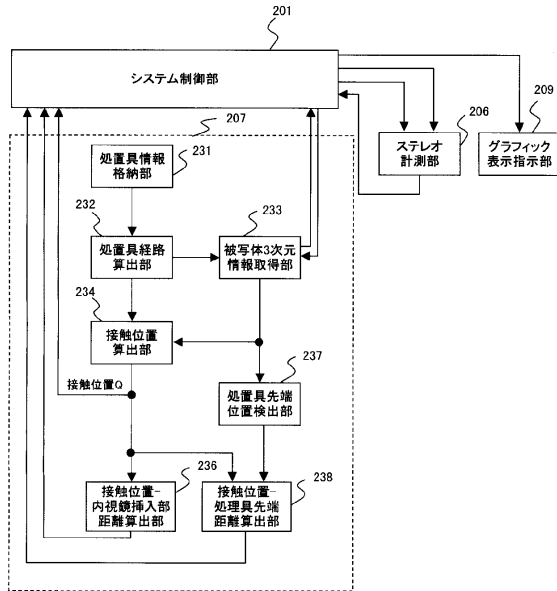 201
システム制御部
207
209
206
ステレオ
計測部
グラフィック
表示指示部
処置具情報
格納部
231
232
233
処置具経路
算出部
被写体3次元
情報取得部
234
接触位置
算出部
接触位置Q
237
処置具先端
位置検出部
236
238
接触位置-
内視鏡挿入部
距離算出部
接触位置-
処理具先端
距離算出部